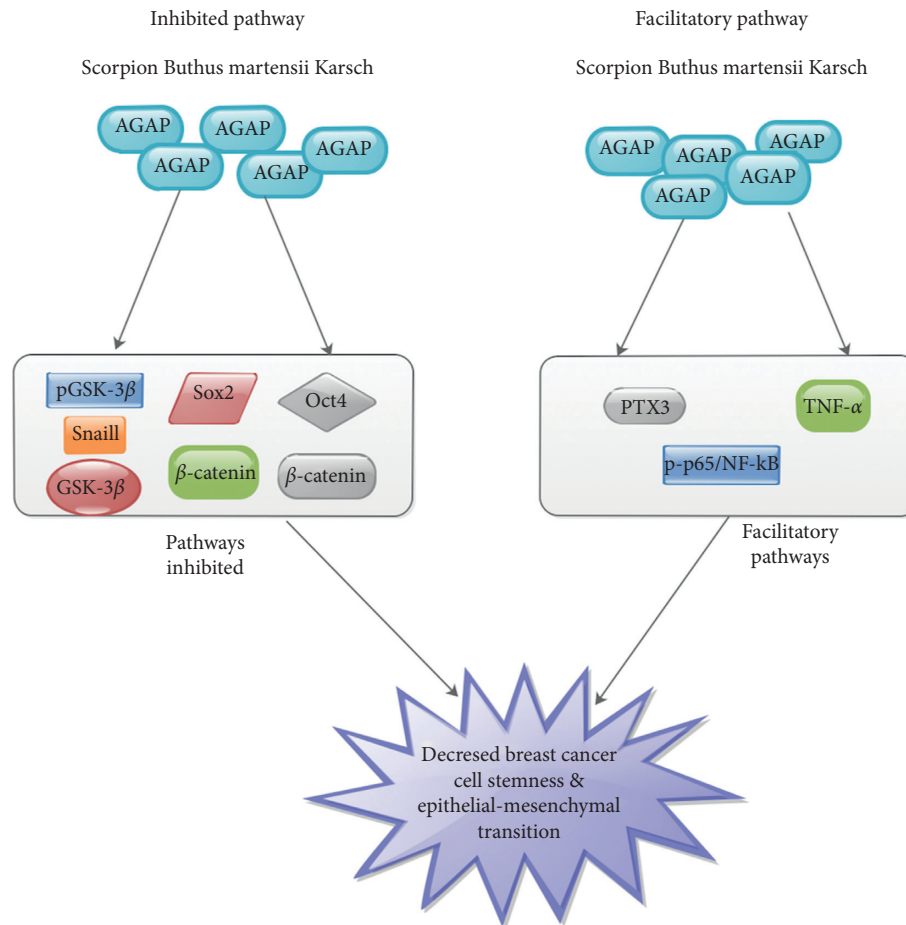 Inhibited pathway
Scorpion Buthus martensii Karsch
AGAP
AGAP
AGAP
AGAP
AGAP
pGSK-3β
Sox2
Oct4
Snaill
GSK-3β
β-catenin
β-catenin
Pathways
inhibited
Facilitatory pathway
Scorpion Buthus martensii Karsch
AGAP
AGAP
AGAP
AGAP
AGAP
PTX3
TNF-α
p-p65/NF-kB
Facilitatory
pathways
Decresed breast cancer
cell stemness &
epithelial-mesenchymal
transition